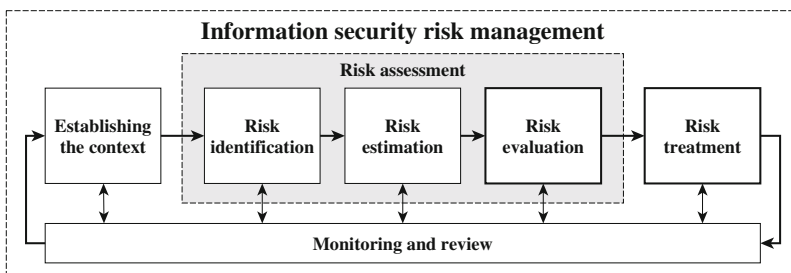 Information security risk management
Risk assessment
Establishing
the context
Risk
identification
Risk
estimation
Risk
evaluation
Risk
treatment
Monitoring and review